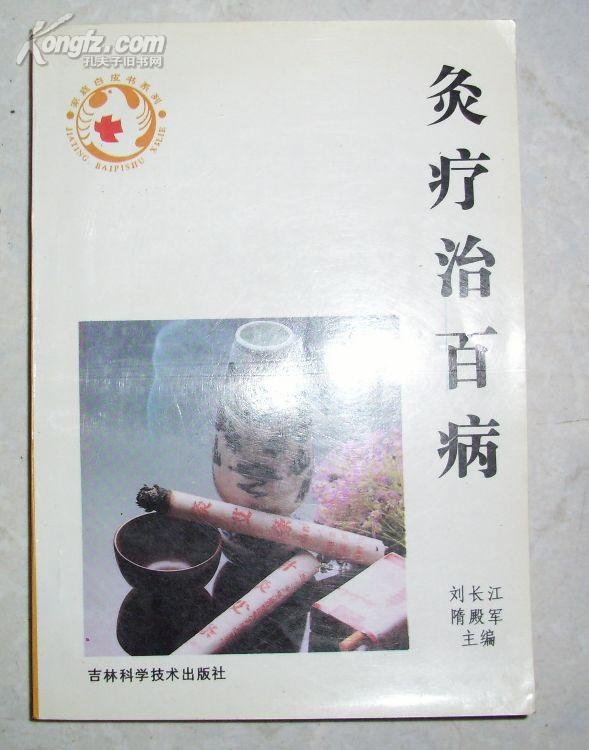 Kongfz.com
孔夫子旧书网
家庭白皮书系列
JIATING BAIPISHU XILIE
灸疗治百病
刘长江
隋殿军
主编
吉林科学技术出版社